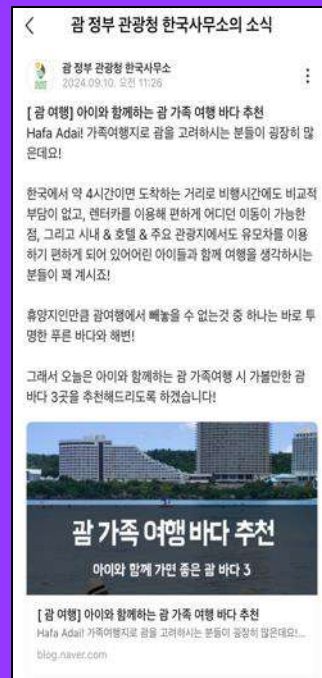 괌 정부 관광청 한국사무소의 소식
괌 정부 관광청 한국사무소
2024.09.10. 오전 11:26
[ 괌 여행] 아이와 함께하는 괌 가족 여행 바다 추천
Hafa Adai! 가족여행지로 괌을 고려하시는 분들이 굉장히 많
은데요!
한국에서 약 4시간이면 도착하는 거리로 비행시간에도 비교적
부담이 없고, 렌터카를 이용해 편하게 어디던 이동이 가능한
점, 그리고 시내 & 호텔 & 주요 관광지에서도 유모차를 이용
하기 편하게 되어 있어어린 아이들과 함께 여행을 생각하시는
분들이 꽤 계시죠!
휴양지인만큼 괌여행에서 빼놓을 수 없는것 중 하나는 바로 투
명한 푸른 바다와 해변!
그래서 오늘은 아이와 함께하는 괌 가족여행 시 가볼만한 괌
바다 3곳을 추천해드리도록 하겠습니다!
괌 가족 여행 바다 추천
아이와 함께 가면 좋은 괌 바다 3
[ 괌 여행] 아이와 함께하는 괌 가족 여행 바다 추천
Hafa Adai! 가족여행지로 괌을 고려하시는 분들이 굉장히 많은데요!...
blog.naver.com